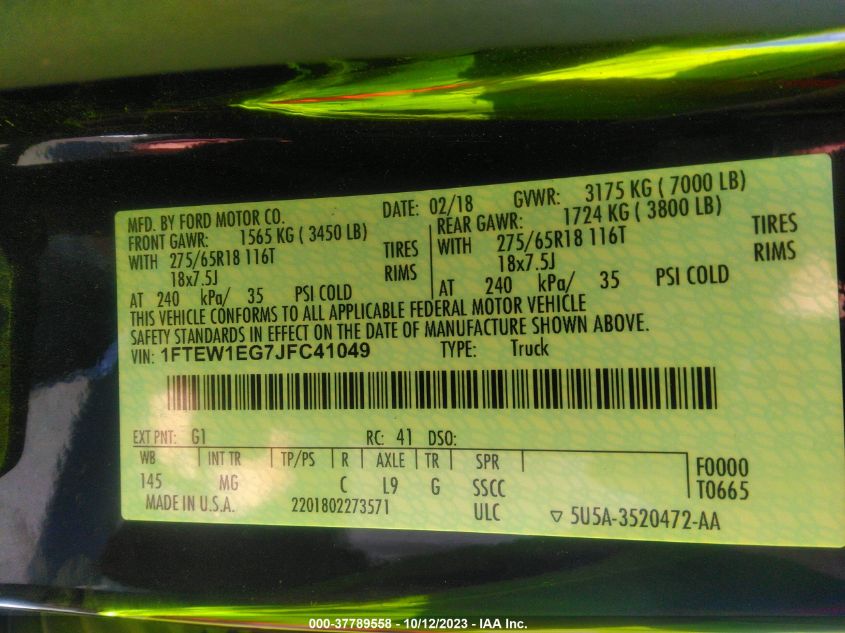 MFD. BY FORD MOTOR CO. DATE: 02/18 GVWR: 3175 KG ( 7000 LB)
FRONT GAWR: 1565 KG ( 3450 LB) REAR GAWR: 1724 KG ( 3800 LB)
WITH 275/65R18 116T TIRES WITH 275/65R18 116T TIRES
18x7.5J RIMS 18x7.5J RIMS
AT 240 kPa/ 35 PSI COLD AT 240 kPa/ 35 PSI COLD
THIS VEHICLE CONFORMS TO ALL APPLICABLE FEDERAL MOTOR VEHICLE
SAFETY STANDARDS IN EFFECT ON THE DATE OF MANUFACTURE SHOWN ABOVE.
VIN: 1FTEW1EG7JFC41049 TYPE: Truck
EXT PNT: G1 RC: 41 DSO:
WB INT TR TP/PS R AXLE TR SPR F0000
145 MG C L9 G SSCC T0665
MADE IN U.S.A. 2201802273571 ULC ▽ 5U5A-3520472-AA
000-37789558 - 10/12/2023 - IAA Inc.